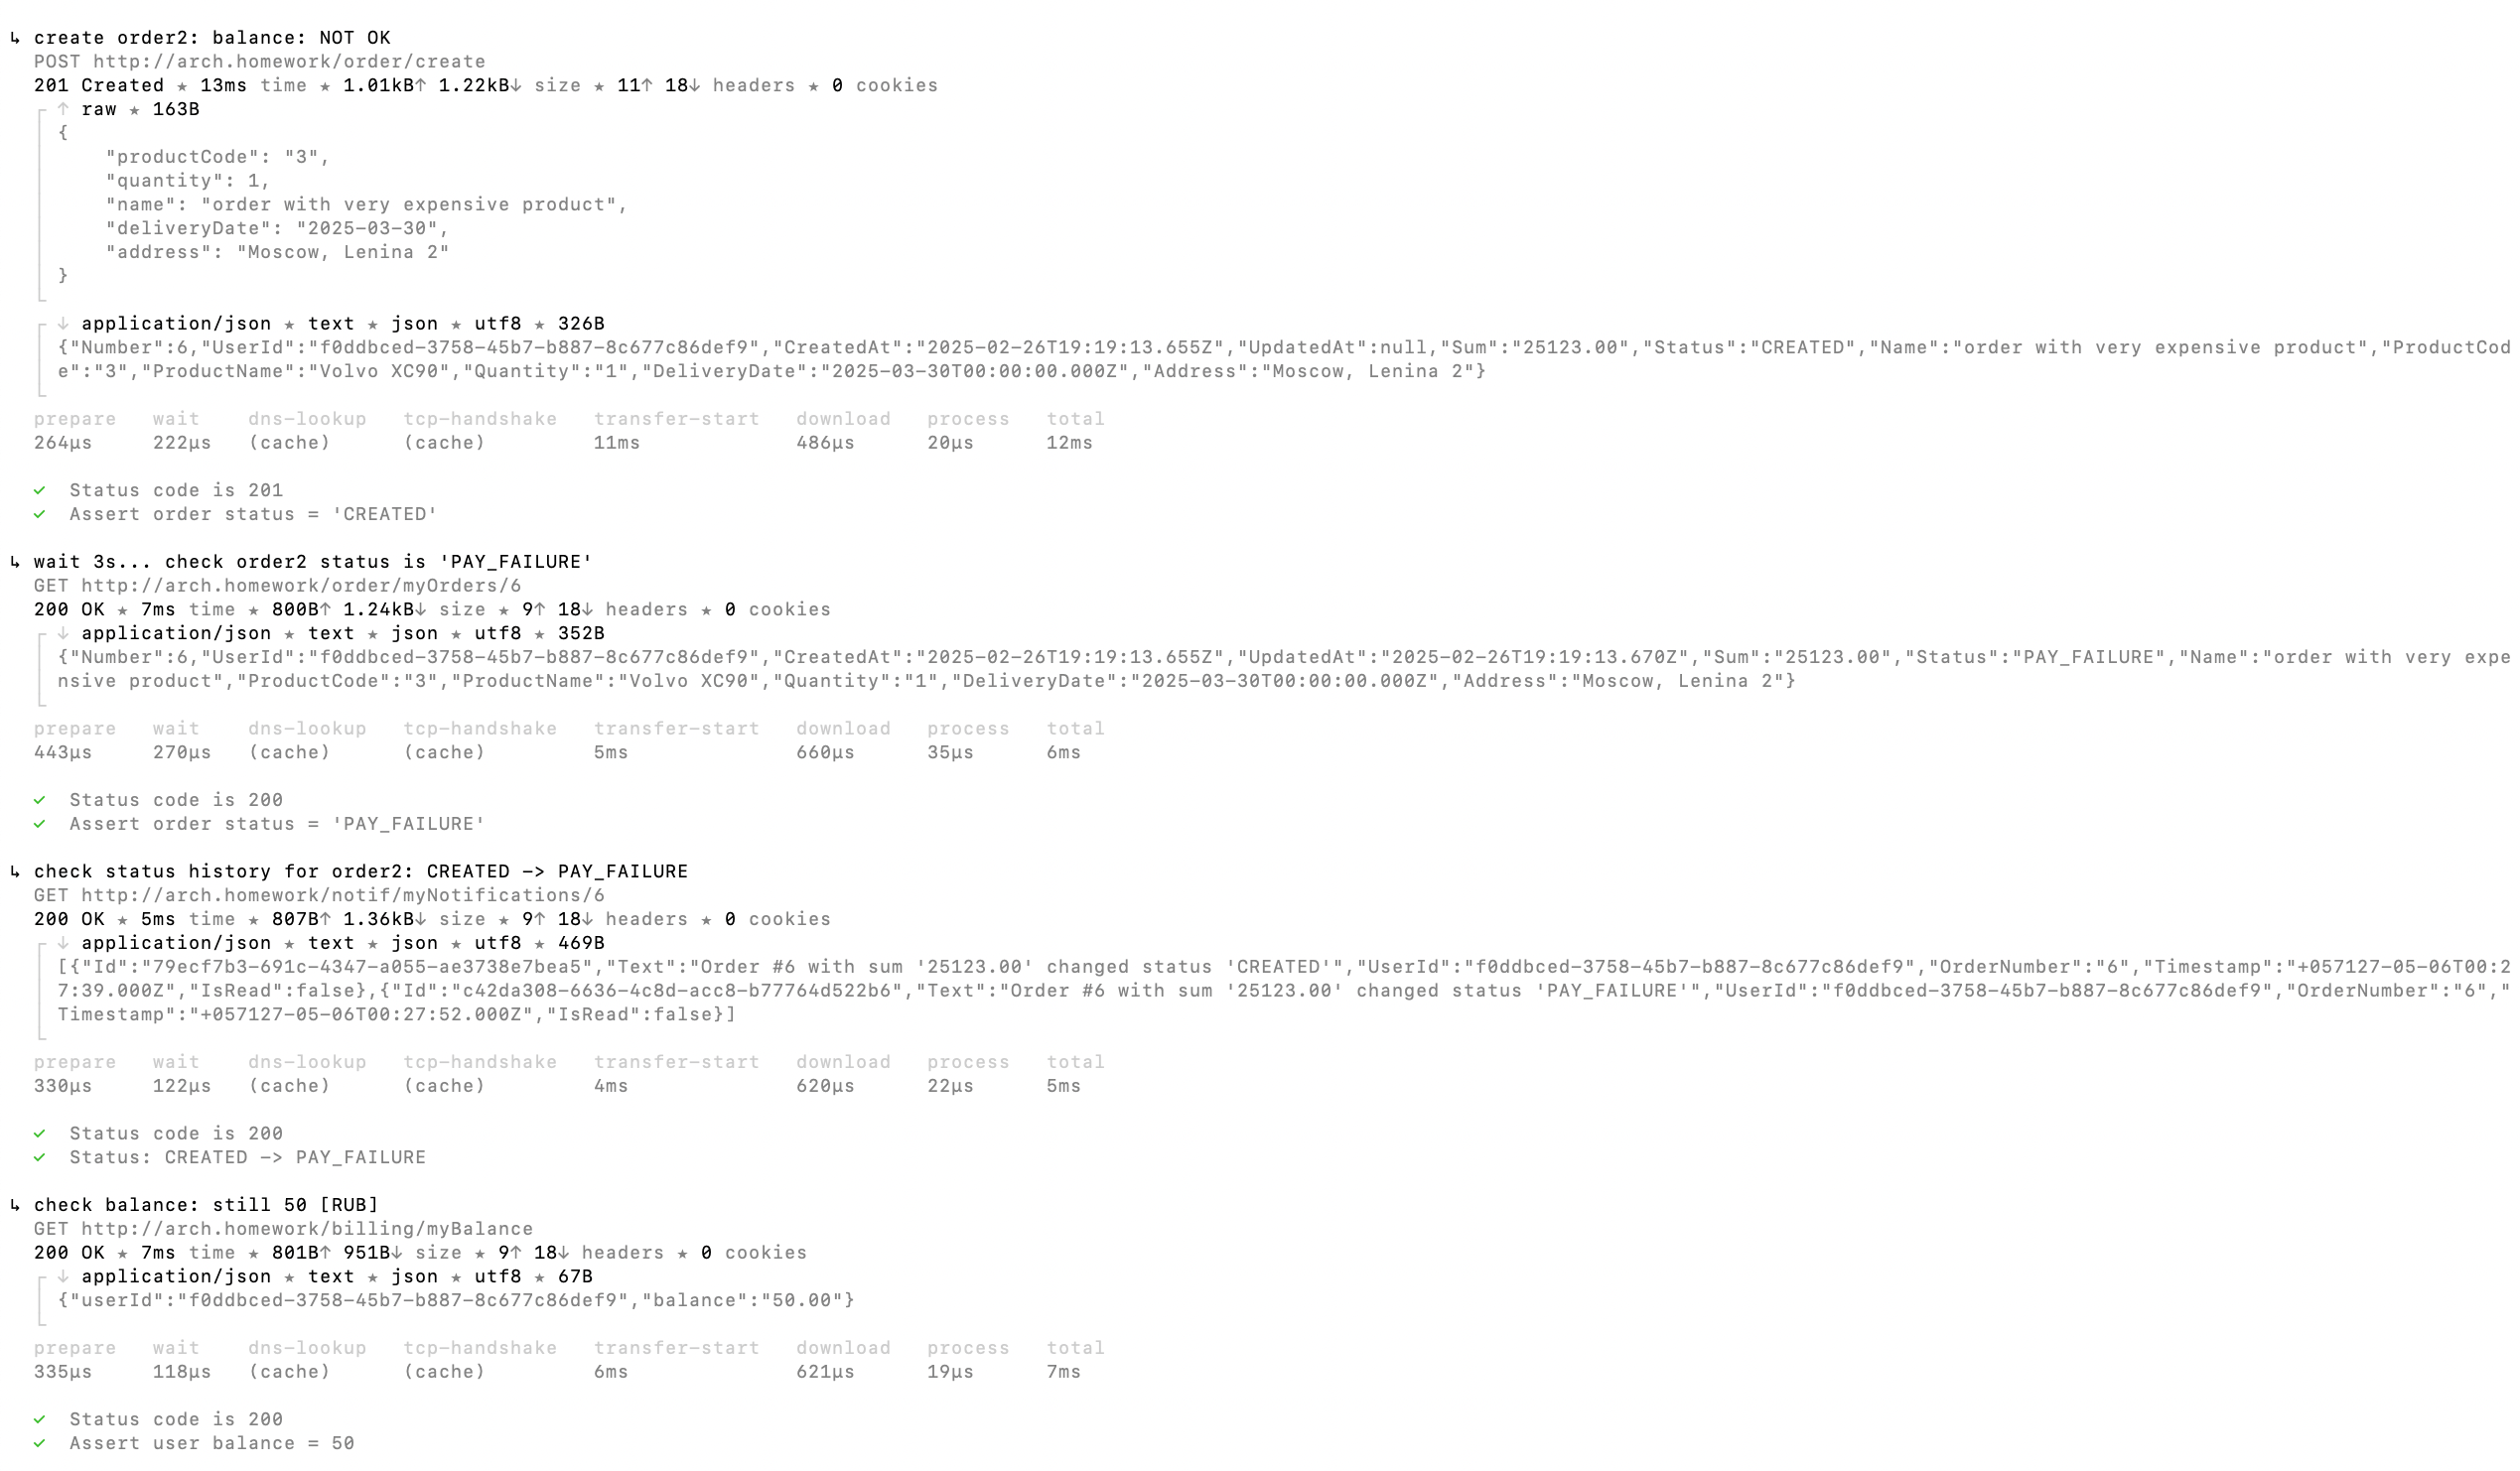 ↳ create order2: balance: NOT OK
POST http://arch.homework/order/create
201 Created ★ 13ms time ★ 1.01kB↑ 1.22kB↓ size ★ 11↑ 18↓ headers ★ 0 cookies
↑ raw ★ 163B
{
"productCode": "3",
"quantity": 1,
"name": "order with very expensive product",
"deliveryDate": "2025-03-30",
"address": "Moscow, Lenina 2"
}
↓ application/json ★ text ★ json ★ utf8 ★ 326B
{"Number":6,"UserId":"f0ddbced-3758-45b7-b887-8c677c86def9","CreatedAt":"2025-02-26T19:19:13.655Z","UpdatedAt":null,"Sum":"25123.00","Status":"CREATED","Name":"order with very expensive product","ProductCod
e":"3","ProductName":"Volvo XC90","Quantity":"1","DeliveryDate":"2025-03-30T00:00:00.000Z","Address":"Moscow, Lenina 2"}
prepare wait dns-lookup tcp-handshake transfer-start download process total
264µs 222µs (cache) (cache) 11ms 486µs 20µs 12ms
✓ Status code is 201
✓ Assert order status = 'CREATED'
↳ wait 3s... check order2 status is 'PAY_FAILURE'
GET http://arch.homework/order/myOrders/6
200 OK ★ 7ms time ★ 800B↑ 1.24kB↓ size ★ 9↑ 18↓ headers ★ 0 cookies
↓ application/json ★ text ★ json ★ utf8 ★ 352B
{"Number":6,"UserId":"f0ddbced-3758-45b7-b887-8c677c86def9","CreatedAt":"2025-02-26T19:19:13.655Z","UpdatedAt":"2025-02-26T19:19:13.670Z","Sum":"25123.00","Status":"PAY_FAILURE","Name":"order with very expe
nsive product","ProductCode":"3","ProductName":"Volvo XC90","Quantity":"1","DeliveryDate":"2025-03-30T00:00:00.000Z","Address":"Moscow, Lenina 2"}
prepare wait dns-lookup tcp-handshake transfer-start download process total
443µs 270µs (cache) (cache) 5ms 660µs 35µs 6ms
✓ Status code is 200
✓ Assert order status = 'PAY_FAILURE'
↳ check status history for order2: CREATED -> PAY_FAILURE
GET http://arch.homework/notif/myNotifications/6
200 OK ★ 5ms time ★ 807B↑ 1.36kB↓ size ★ 9↑ 18↓ headers ★ 0 cookies
↓ application/json ★ text ★ json ★ utf8 ★ 469B
[{"Id":"79ecf7b3-691c-4347-a055-ae3738e7bea5","Text":"Order #6 with sum '25123.00' changed status 'CREATED'","UserId":"f0ddbced-3758-45b7-b887-8c677c86def9","OrderNumber":"6","Timestamp":"+057127-05-06T00:2
7:39.000Z","IsRead":false},{"Id":"c42da308-6636-4c8d-acc8-b77764d522b6","Text":"Order #6 with sum '25123.00' changed status 'PAY_FAILURE'","UserId":"f0ddbced-3758-45b7-b887-8c677c86def9","OrderNumber":"6","
Timestamp":"+057127-05-06T00:27:52.000Z","IsRead":false}]
prepare wait dns-lookup tcp-handshake transfer-start download process total
330µs 122µs (cache) (cache) 4ms 620µs 22µs 5ms
✓ Status code is 200
✓ Status: CREATED -> PAY_FAILURE
↳ check balance: still 50 [RUB]
GET http://arch.homework/billing/myBalance
200 OK ★ 7ms time ★ 801B↑ 951B↓ size ★ 9↑ 18↓ headers ★ 0 cookies
↓ application/json ★ text ★ json ★ utf8 ★ 67B
{"userId":"f0ddbced-3758-45b7-b887-8c677c86def9","balance":"50.00"}
prepare wait dns-lookup tcp-handshake transfer-start download process total
335µs 118µs (cache) (cache) 6ms 621µs 19µs 7ms
✓ Status code is 200
✓ Assert user balance = 50